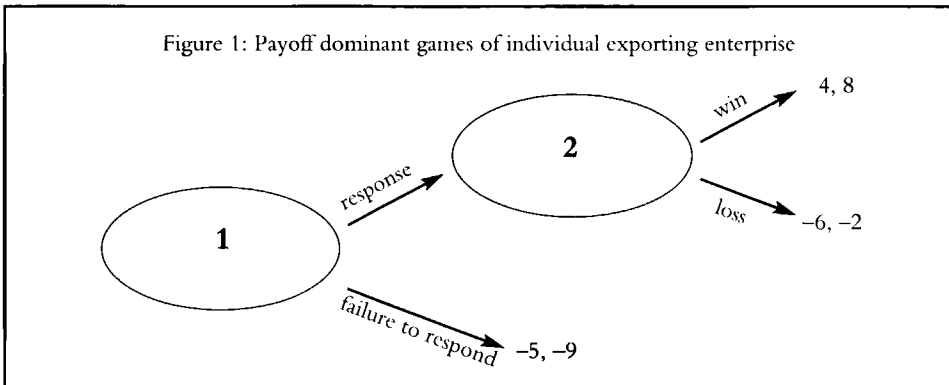 Figure 1: Payoff dominant games of individual exporting enterprise
4, 8
win
2
response
loss
-6, -2
1
failure to respond
-5, -9